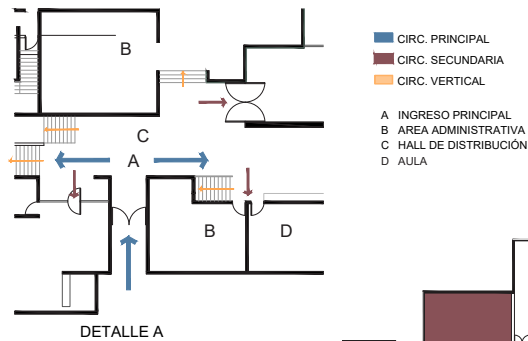 B
C
A
B
D
DETALLE A
CIRC. PRINCIPAL
CIRC. SECUNDARIA
CIRC. VERTICAL
A INGRESO PRINCIPAL
B AREA ADMINISTRATIVA
C HALL DE DISTRIBUCIÓN
D AULA